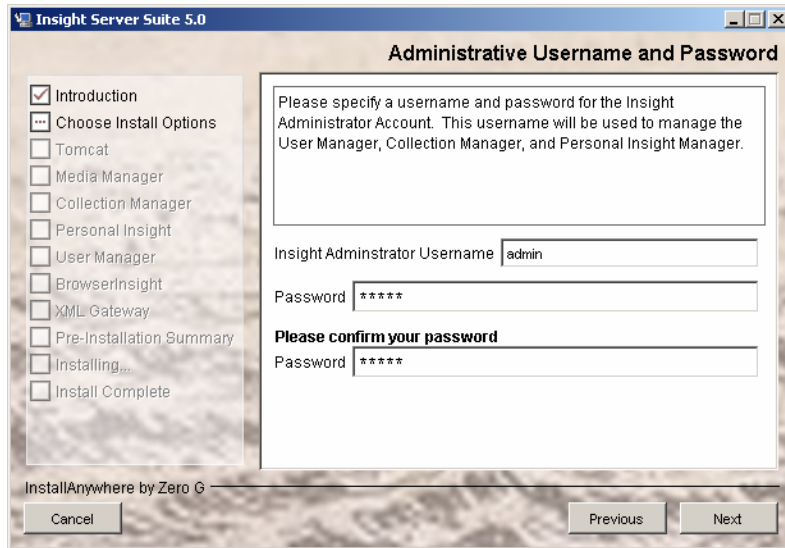 Insight Server Suite 5.0
Administrative Username and Password
Introduction
Choose Install Options
Tomcat
Media Manager
Collection Manager
Personal Insight
User Manager
BrowserInsight
XML Gateway
Pre-Installation Summary
Installing...
Install Complete
Please specify a username and password for the Insight
Administrator Account. This username will be used to manage the
User Manager, Collection Manager, and Personal Insight Manager.
Insight Adminstrator Username admin
Password *****
Please confirm your password
Password *****
InstallAnywhere by Zero G
Cancel
Previous
Next